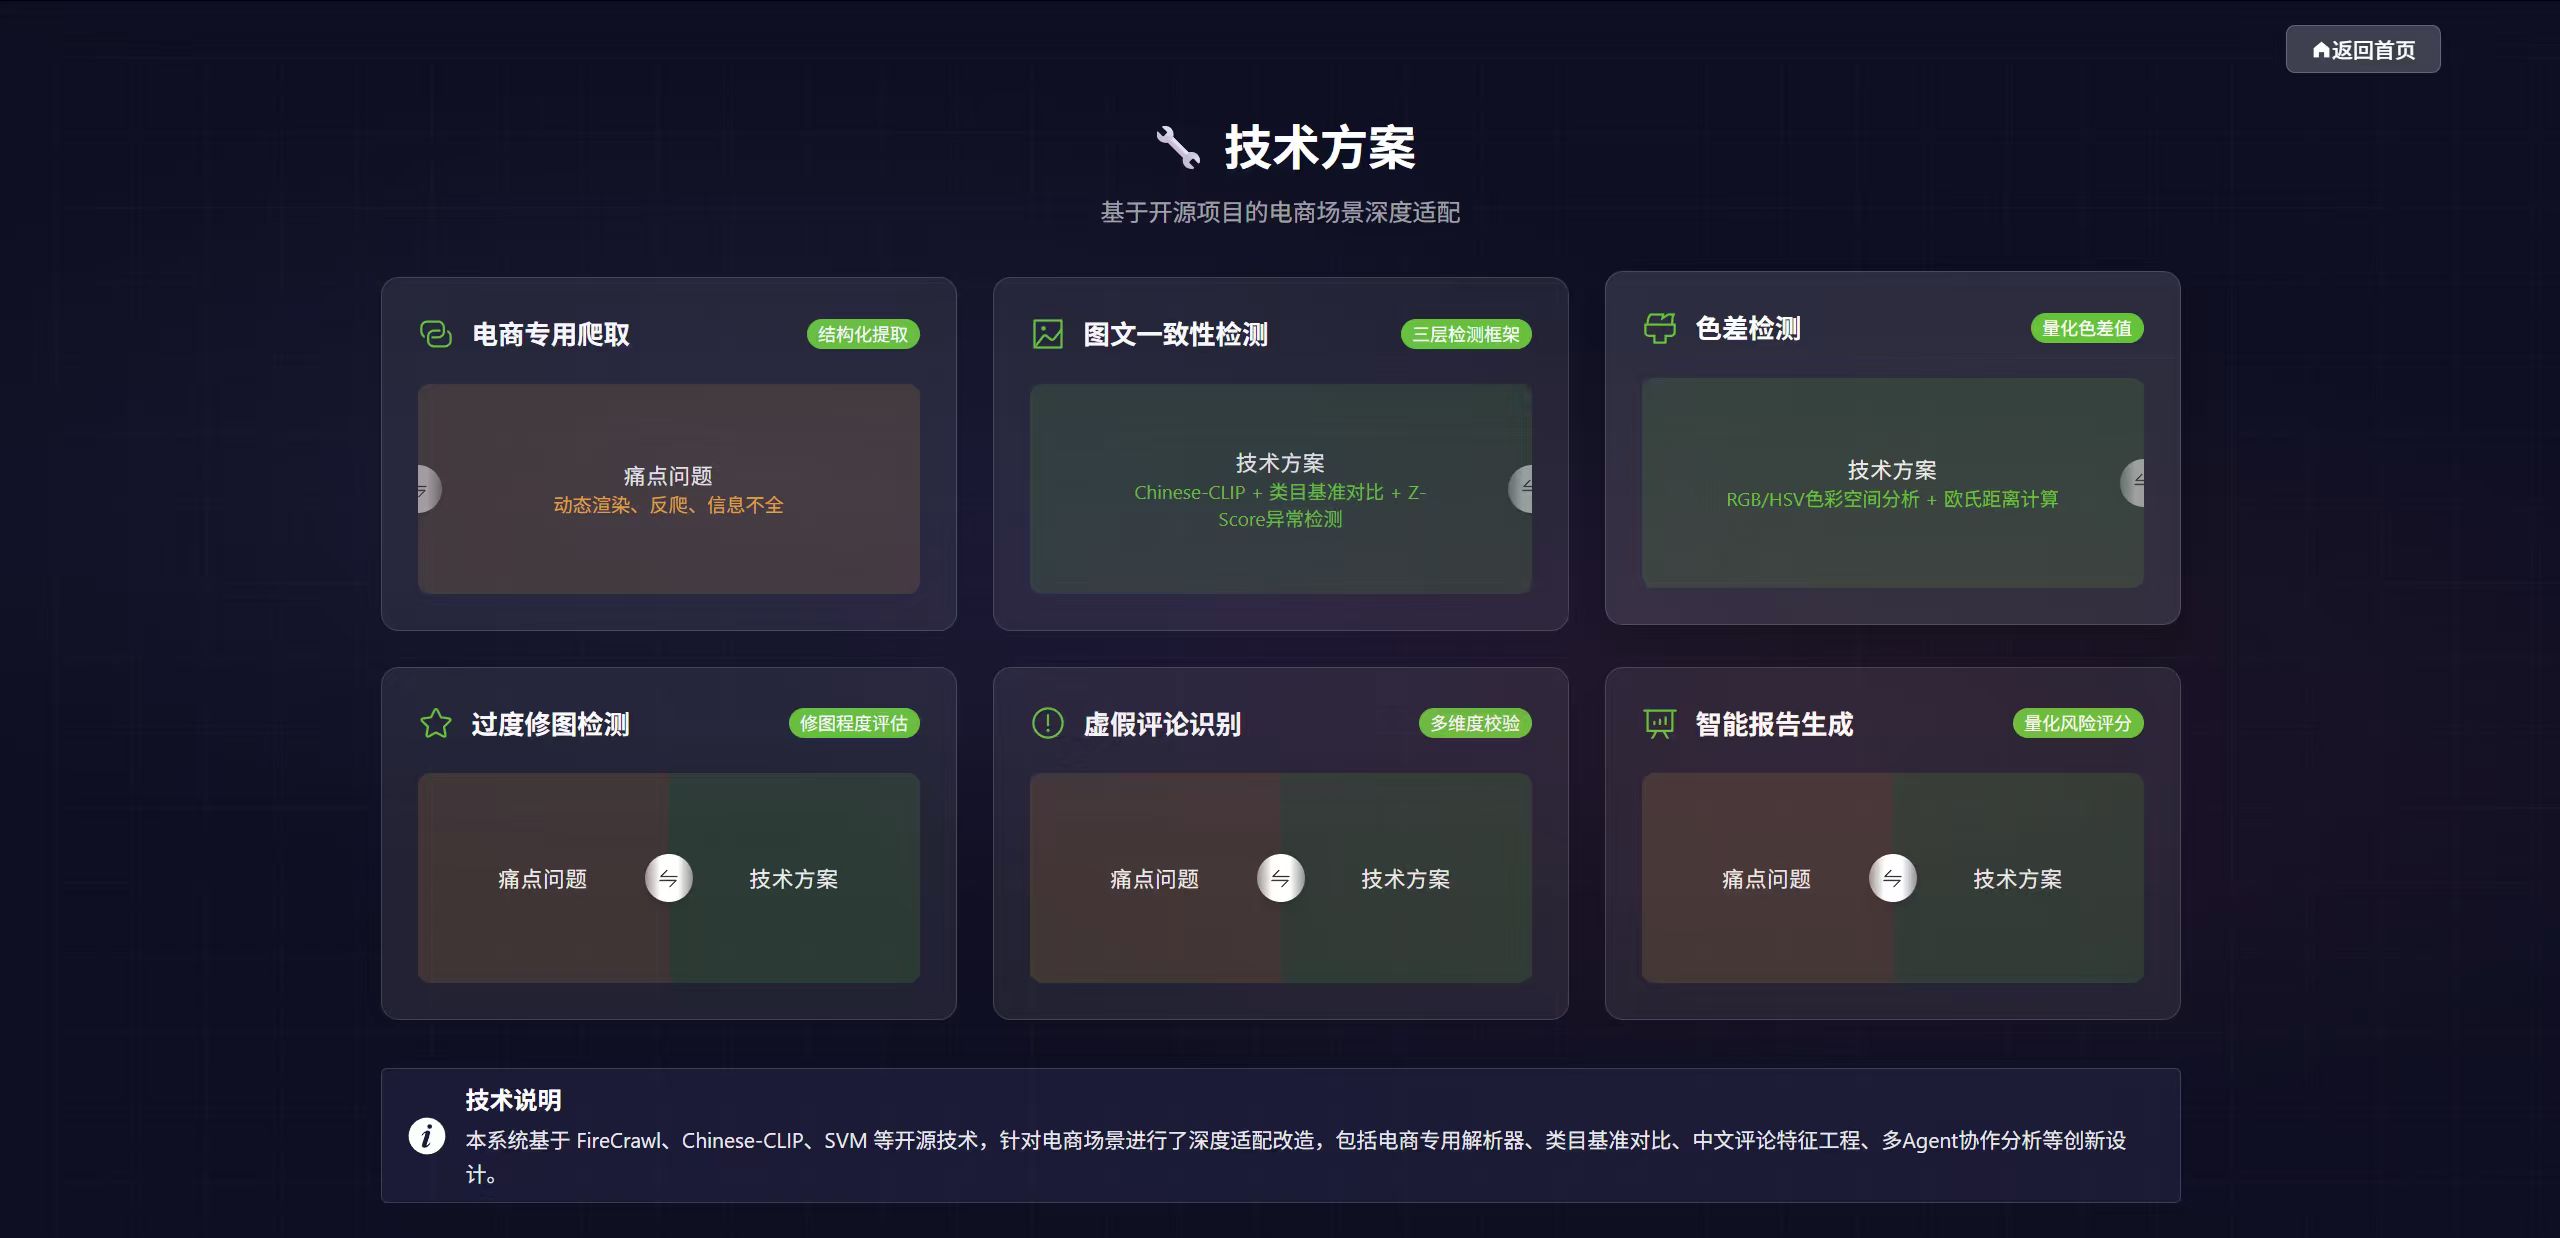 返回首页
技术方案
基于开源项目的电商场景深度适配
电商专用爬取
结构化提取
痛点问题
动态渲染、反爬、信息不全
图文一致性检测
三层检测框架
技术方案
Chinese-CLIP + 类目基准对比 + Z-
Score异常检测
色差检测
量化色差值
技术方案
RGB/HSV色彩空间分析 + 欧氏距离计算
过度修图检测
修图程度评估
痛点问题
技术方案
虚假评论识别
多维度校验
痛点问题
技术方案
智能报告生成
量化风险评分
痛点问题
技术方案
技术说明
本系统基于 FireCrawl、Chinese-CLIP、SVM 等开源技术，针对电商场景进行了深度适配改造，包括电商专用解析器、类目基准对比、中文评论特征工程、多Agent协作分析等创新设
计。